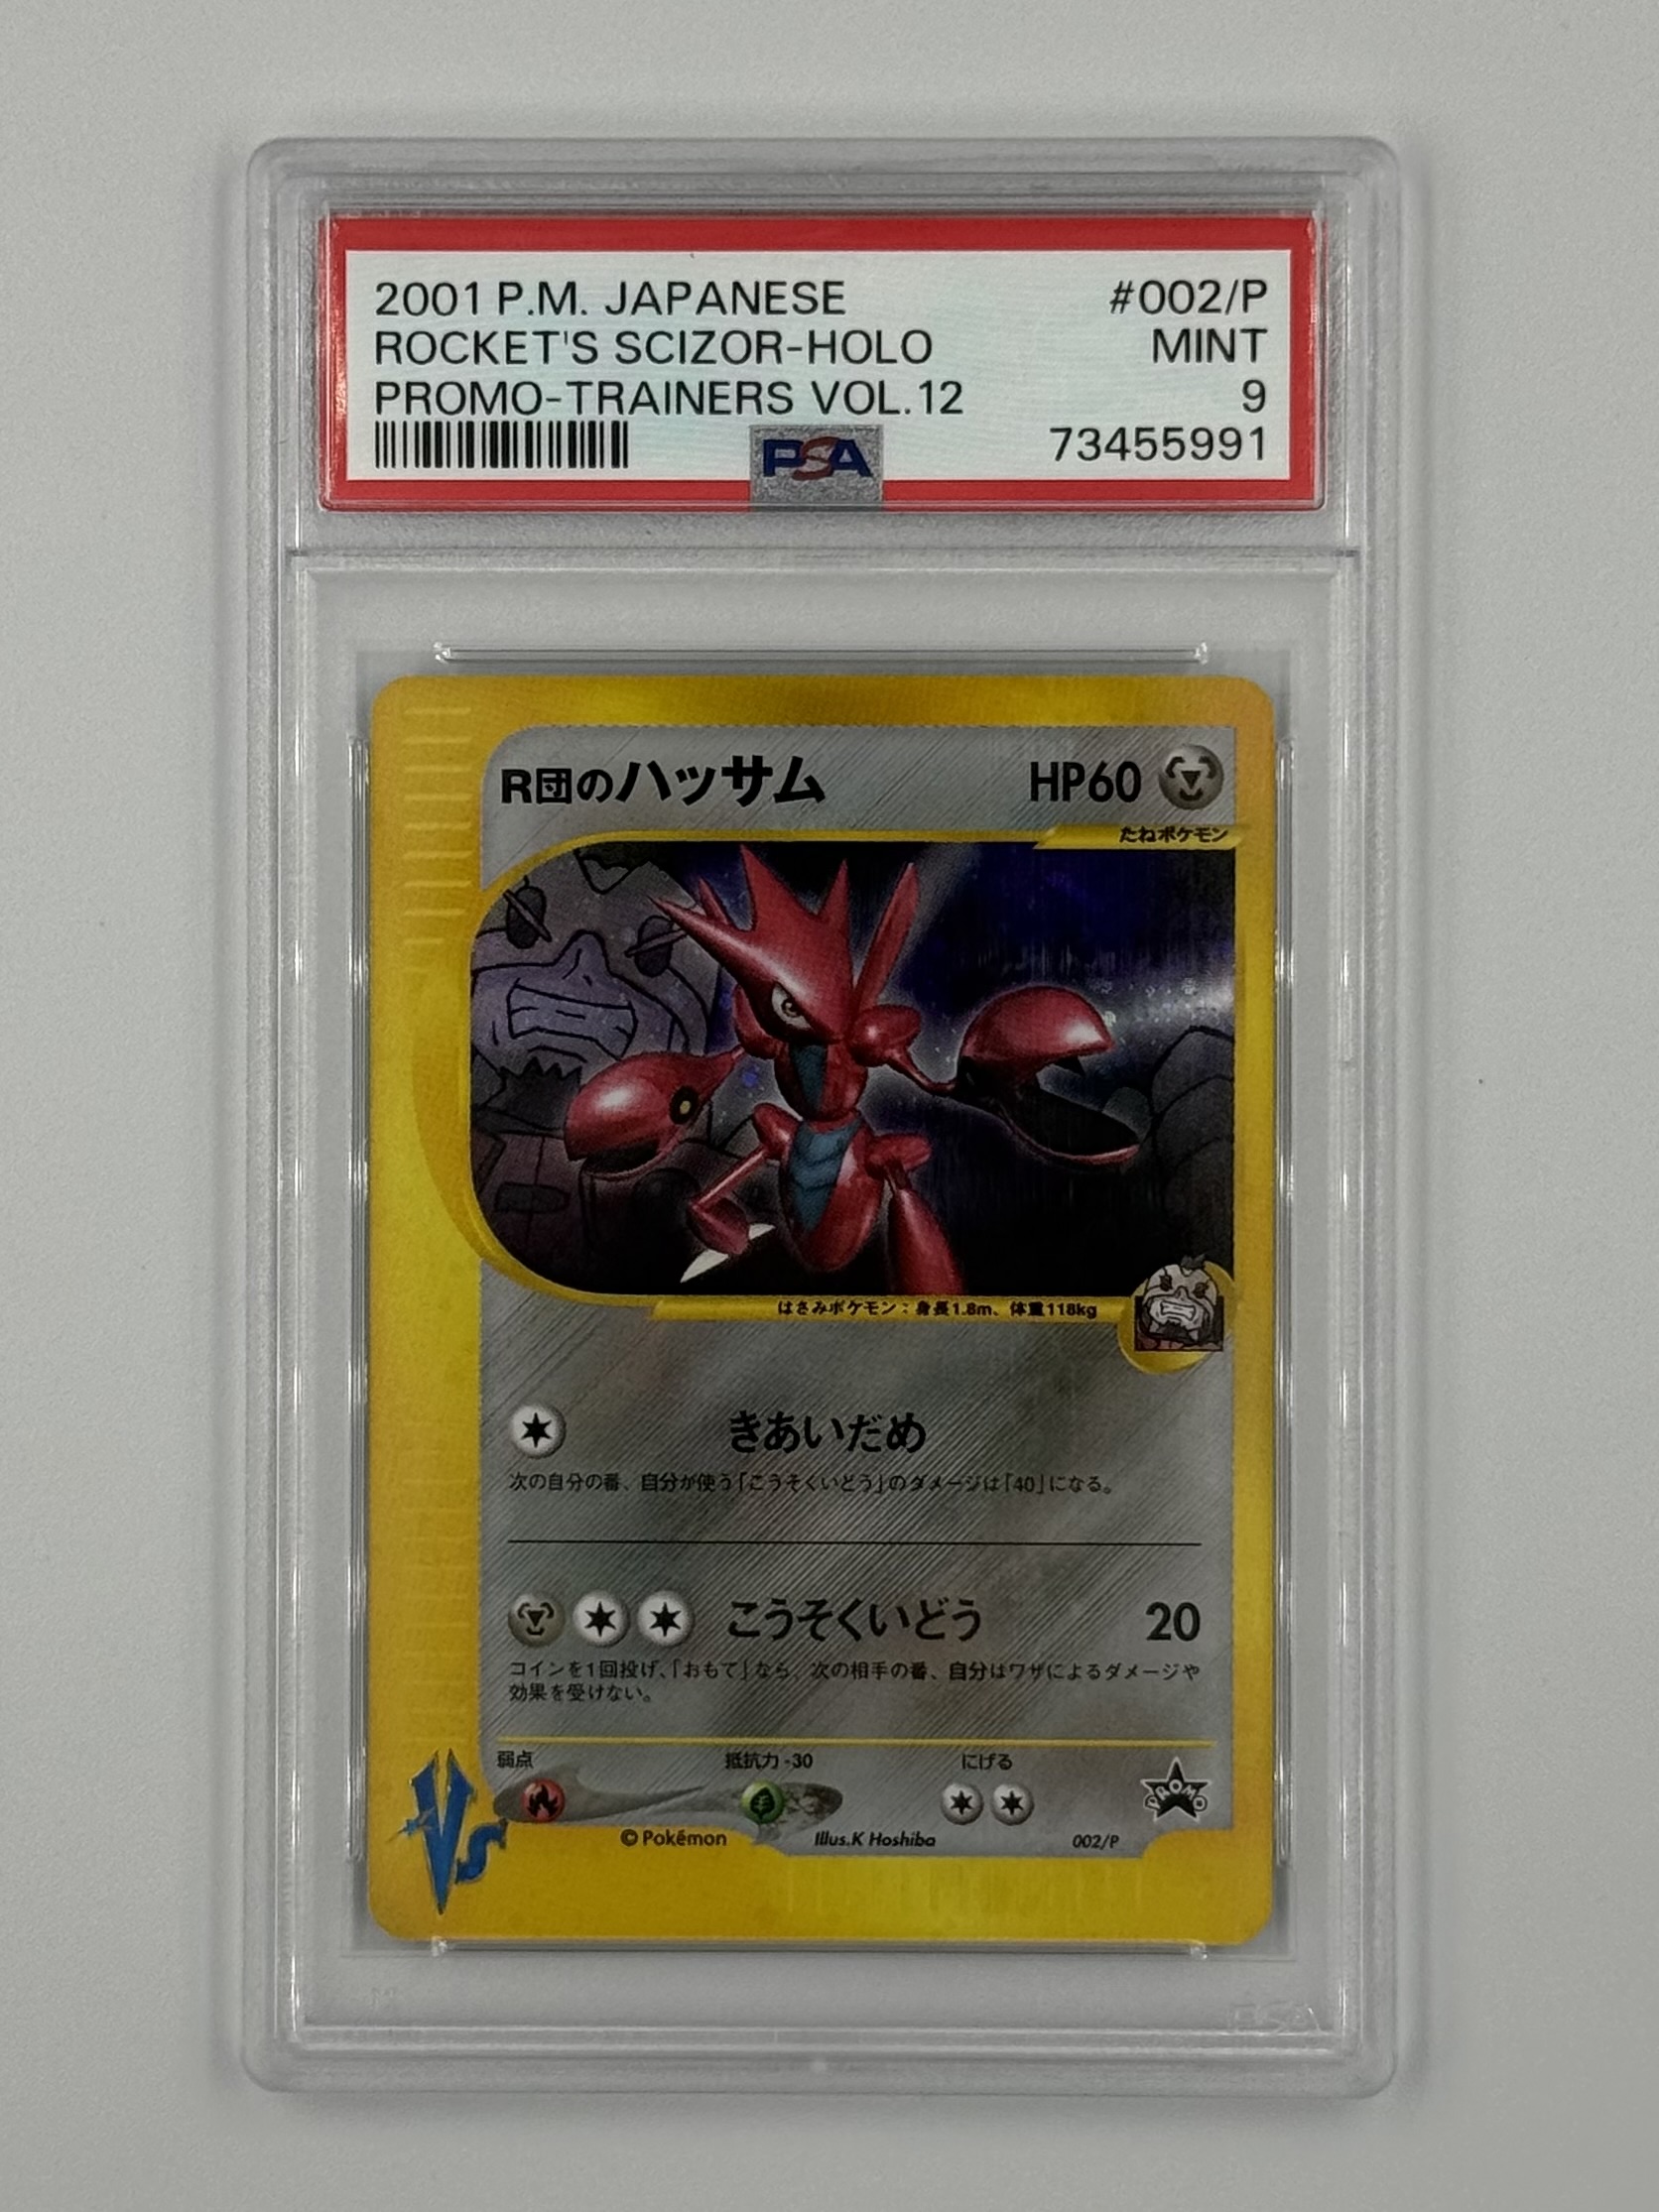 2001 P.M. JAPANESE #002/P
ROCKET'S SCIZOR-HOLO MINT
PROMO-TRAINERS VOL.12 9
PSA 73455991
R団のハッサム HP60
たねポケモン
はさみポケモン：身長1.8m、体重118kg
きあいだめ
次の自分の番、自分が使う「こうそくいどう」のダメージは「40」になる。
こうそくいどう 20
コインを1回投げ、「おもて」なら、次の相手の番、自分はワザによるダメージや
効果を受けない。
弱点 抵抗力 -30 にげる
PROMO
Vs
© Pokémon Illus.K Hoshiba 002/P
PSA